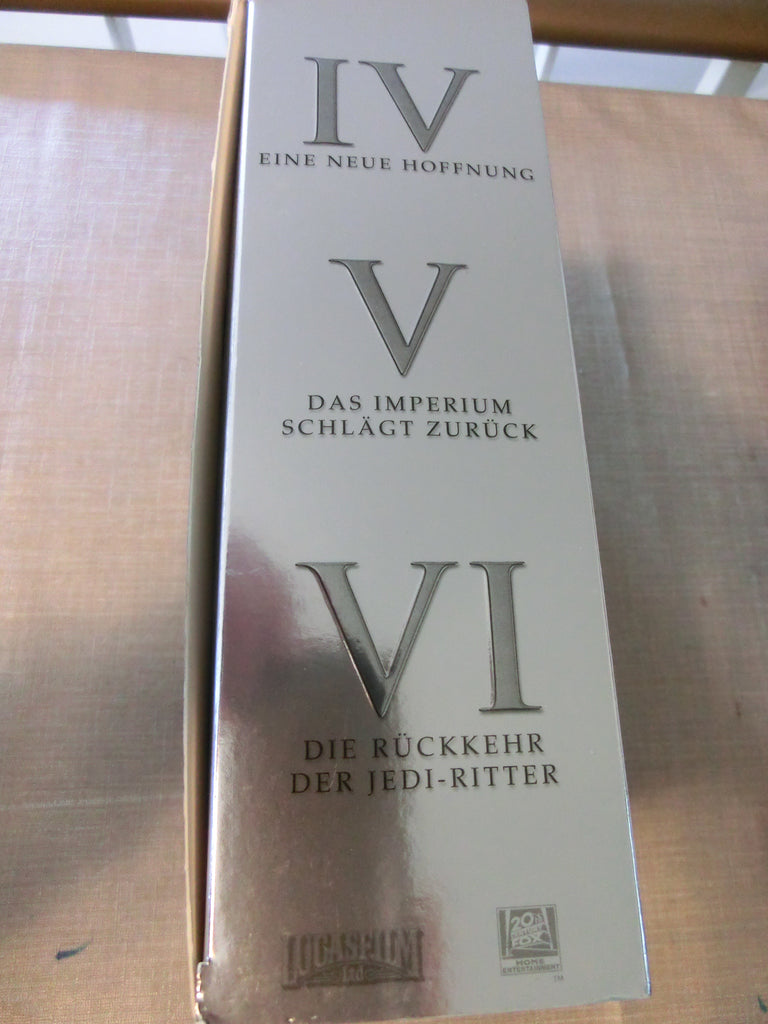 IV
EINE NEUE HOFFNUNG
V
DAS IMPERIUM
SCHLÄGT ZURÜCK
VI
DIE RÜCKKEHR
DER JEDI-RITTER
LUCASFILM
Ltd
20TH
CENTURY
FOX
HOME
ENTERTAINMENT
TM